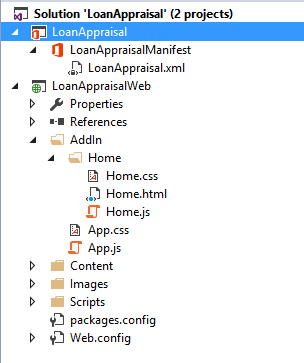 Solution 'LoanAppraisal' (2 projects)
LoanAppraisal
LoanAppraisalManifest
LoanAppraisal.xml
LoanAppraisalWeb
Properties
References
AddIn
Home
Home.css
Home.html
Home.js
App.css
App.js
Content
Images
Scripts
packages.config
Web.config